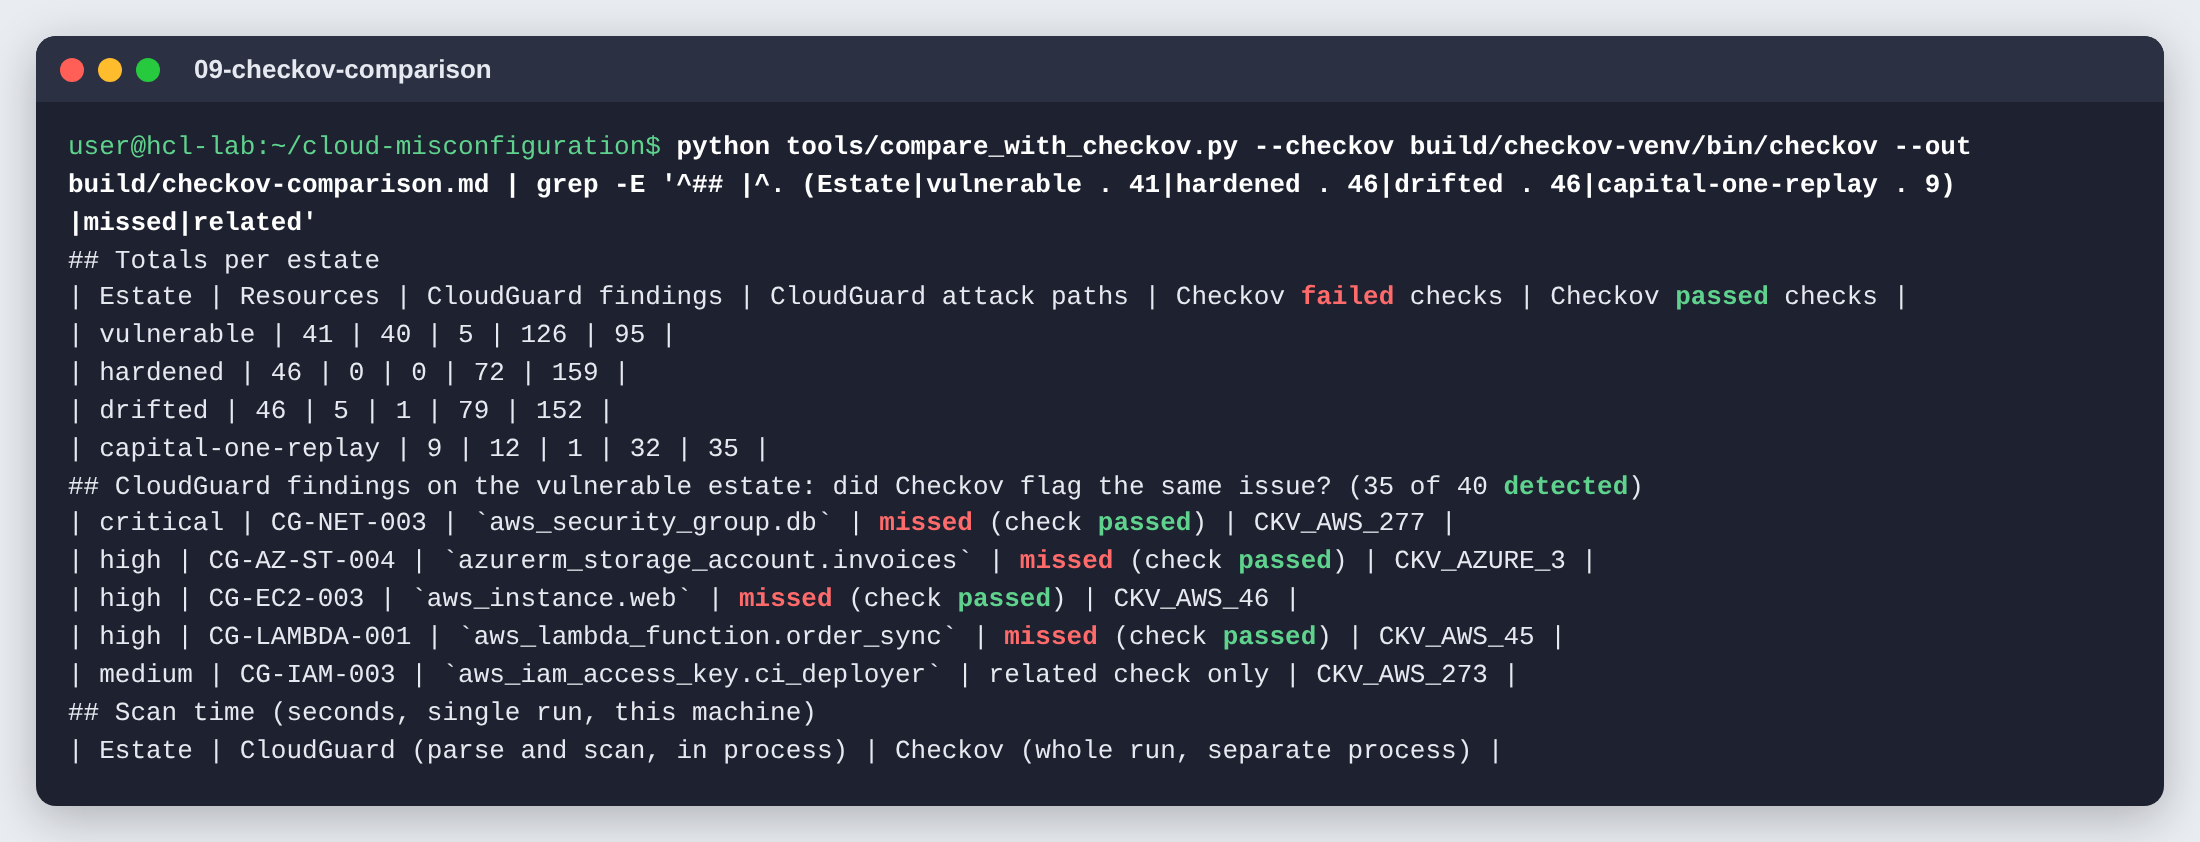 09-checkov-comparison
user@hcl-lab:~/cloud-misconfiguration$ python tools/compare_with_checkov.py --checkov build/checkov-venv/bin/checkov --out
build/checkov-comparison.md | grep -E '^## |^. (Estate|vulnerable . 41|hardened . 46|drifted . 46|capital-one-replay . 9)
|missed|related'
## Totals per estate
| Estate | Resources | CloudGuard findings | CloudGuard attack paths | Checkov failed checks | Checkov passed checks |
| vulnerable | 41 | 40 | 5 | 126 | 95 |
| hardened | 46 | 0 | 0 | 72 | 159 |
| drifted | 46 | 5 | 1 | 79 | 152 |
| capital-one-replay | 9 | 12 | 1 | 32 | 35 |
## CloudGuard findings on the vulnerable estate: did Checkov flag the same issue? (35 of 40 detected)
| critical | CG-NET-003 | `aws_security_group.db` | missed (check passed) | CKV_AWS_277 |
| high | CG-AZ-ST-004 | `azurerm_storage_account.invoices` | missed (check passed) | CKV_AZURE_3 |
| high | CG-EC2-003 | `aws_instance.web` | missed (check passed) | CKV_AWS_46 |
| high | CG-LAMBDA-001 | `aws_lambda_function.order_sync` | missed (check passed) | CKV_AWS_45 |
| medium | CG-IAM-003 | `aws_iam_access_key.ci_deployer` | related check only | CKV_AWS_273 |
## Scan time (seconds, single run, this machine)
| Estate | CloudGuard (parse and scan, in process) | Checkov (whole run, separate process) |